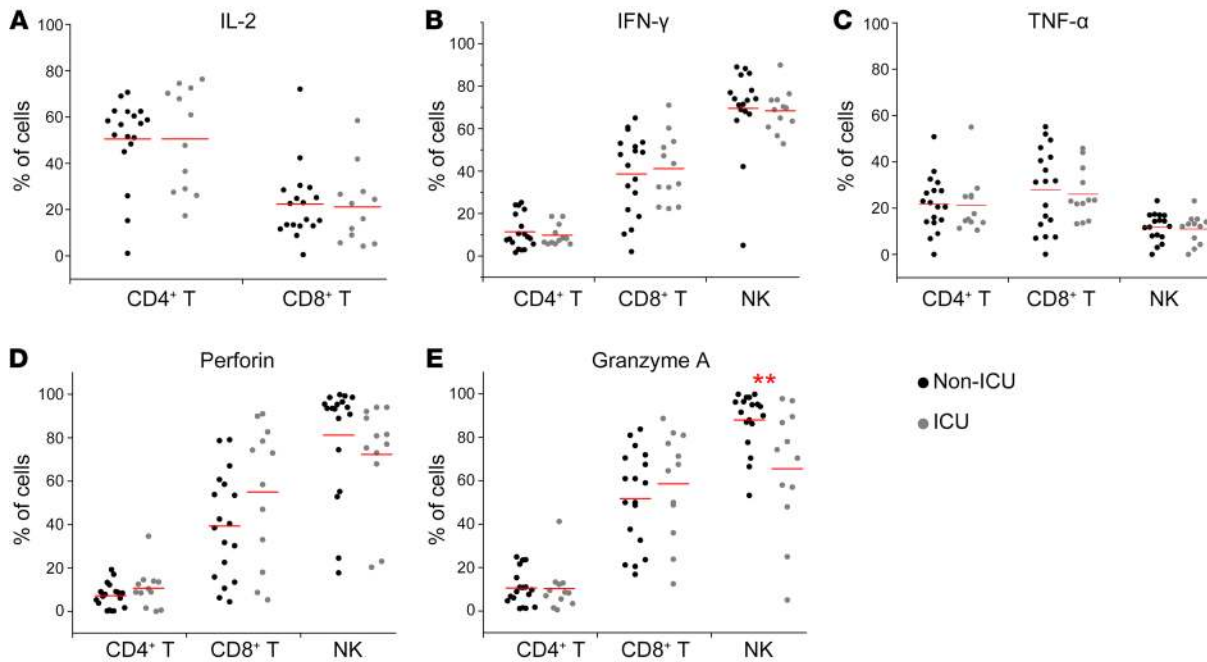 A IL-2
% of cells
100
80
60
40
20
0
CD4⁺ T CD8⁺ T
B IFN-γ
% of cells
100
80
60
40
20
0
CD4⁺ T CD8⁺ T NK
C TNF-α
% of cells
100
80
60
40
20
0
CD4⁺ T CD8⁺ T NK
D Perforin
% of cells
100
80
60
40
20
0
CD4⁺ T CD8⁺ T NK
E Granzyme A
**
% of cells
100
80
60
40
20
0
CD4⁺ T CD8⁺ T NK
Non-ICU
ICU